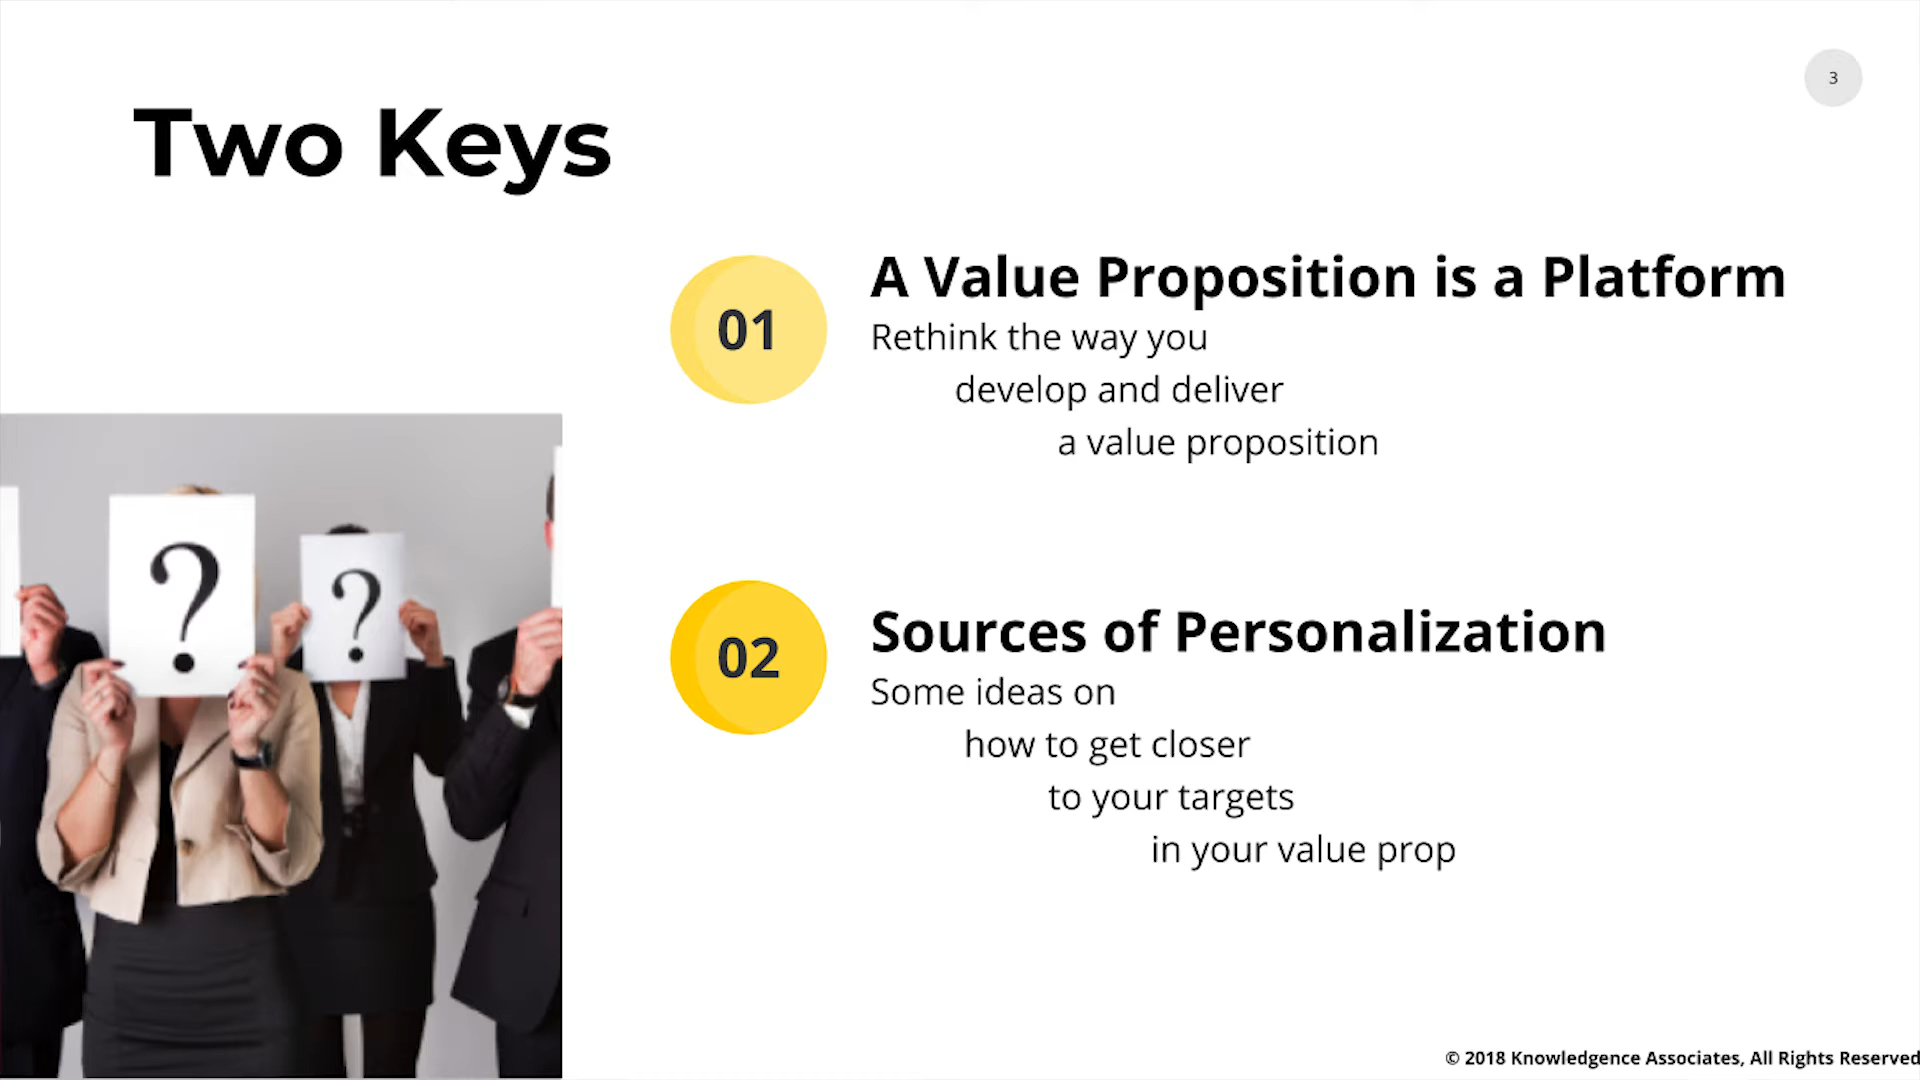 3
Two Keys
01
A Value Proposition is a Platform
Rethink the way you
develop and deliver
a value proposition
?
?
02
Sources of Personalization
Some ideas on
how to get closer
to your targets
in your value prop
© 2018 Knowledgence Associates, All Rights Reserved